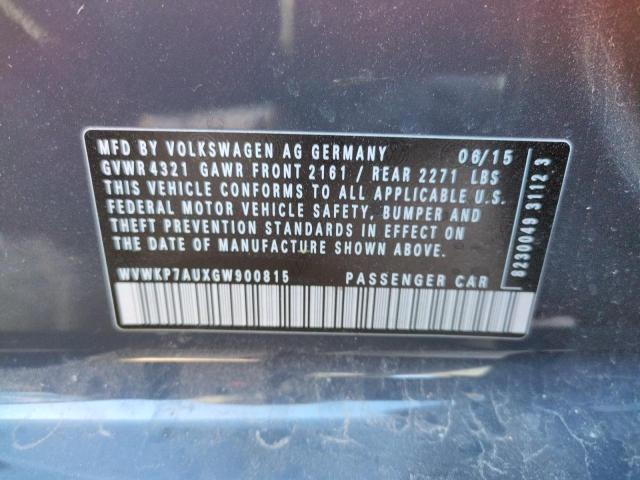 MFD BY VOLKSWAGEN AG GERMANY 06/15
GVWR 4321 GAWR FRONT 2161 / REAR 2271 LBS
THIS VEHICLE CONFORMS TO ALL APPLICABLE U.S.
FEDERAL MOTOR VEHICLE SAFETY, BUMPER AND
THEFT PREVENTION STANDARDS IN EFFECT ON
DATE OF MANUFACTURE SHOWN ABOVE.
WVWKP7AUXGW900815 PASSENGER CAR
8230049 3112 3